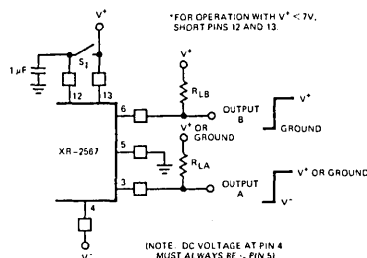 V+
*FOR OPERATION WITH V+ < 7V,
SHORT PINS 12 AND 13.
1 μF
S1
12
13
RLB
6
OUTPUT
B
V+
GROUND
V+ OR
GROUND
XR-2567
5
RLA
3
OUTPUT
A
V+ OR GROUND
V-
4
V-
(NOTE. DC VOLTAGE AT PIN 4
MUST ALWAYS BE < PIN 5)